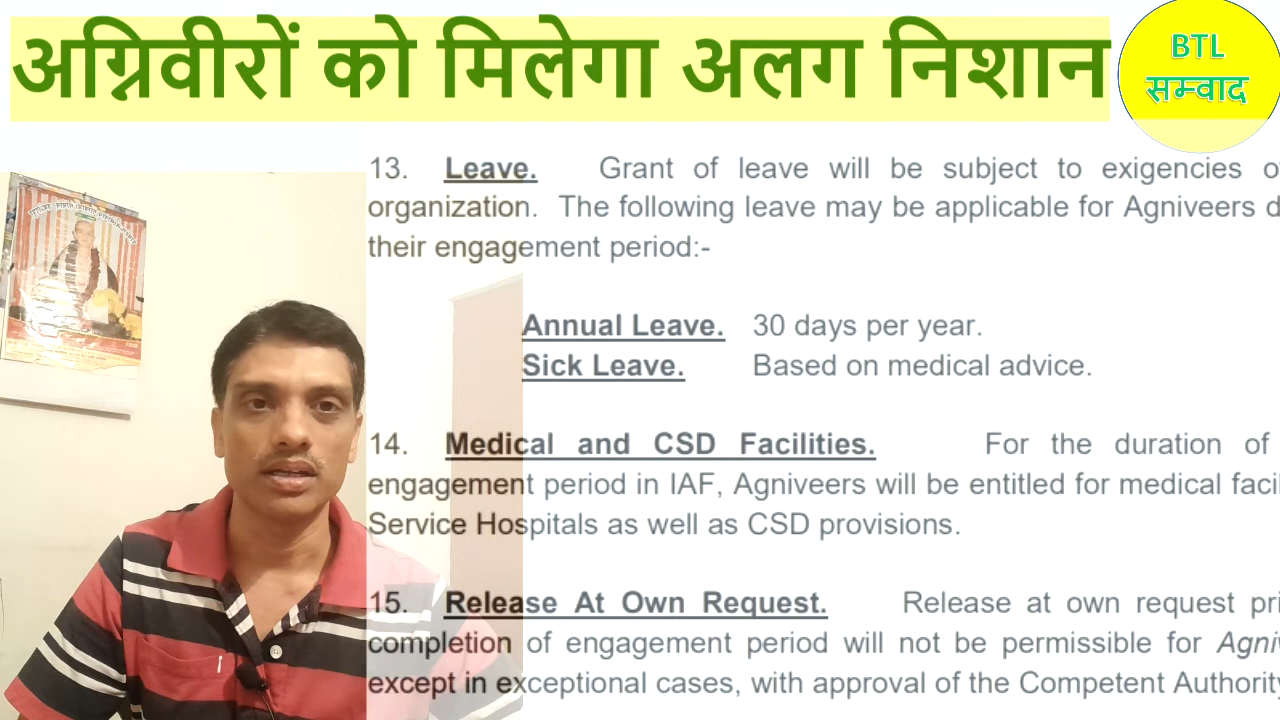 अग्निवीरों को मिलेगा अलग निशान
BTL
सम्वाद
13. Leave. Grant of leave will be subject to exigencies
organization. The following leave may be applicable for Agniveers
their engagement period:-
Annual Leave. 30 days per year.
Sick Leave. Based on medical advice.
14. Medical and CSD Facilities. For the duration of
engagement period in IAF, Agniveers will be entitled for medical
Service Hospitals as well as CSD provisions.
15. Release At Own Request. Release at own request
completion of engagement period will not be permissible for
except in exceptional cases, with approval of the Competent Authority